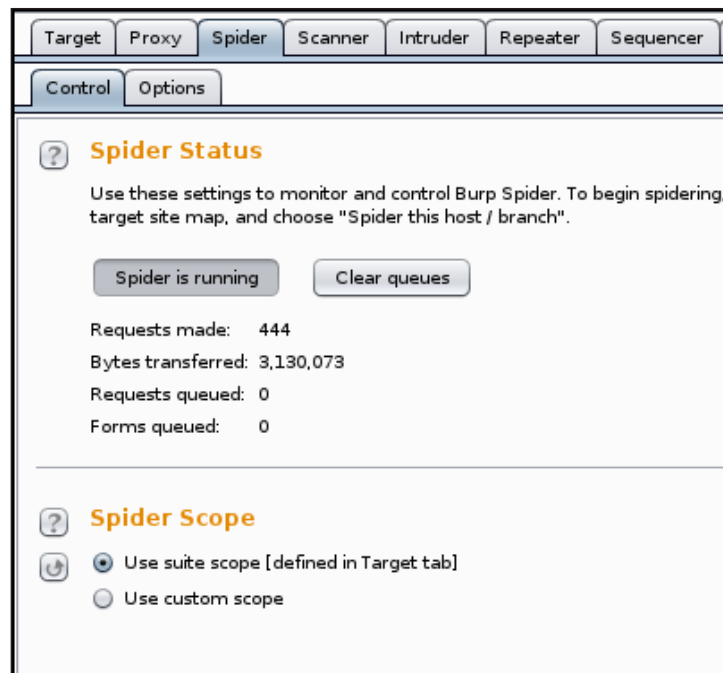 Target Proxy Spider Scanner Intruder Repeater Sequencer
Control Options
? Spider Status
Use these settings to monitor and control Burp Spider. To begin spidering,
target site map, and choose "Spider this host / branch".
Spider is running Clear queues
Requests made: 444
Bytes transferred: 3,130,073
Requests queued: 0
Forms queued: 0
? Spider Scope
Use suite scope [defined in Target tab]
Use custom scope